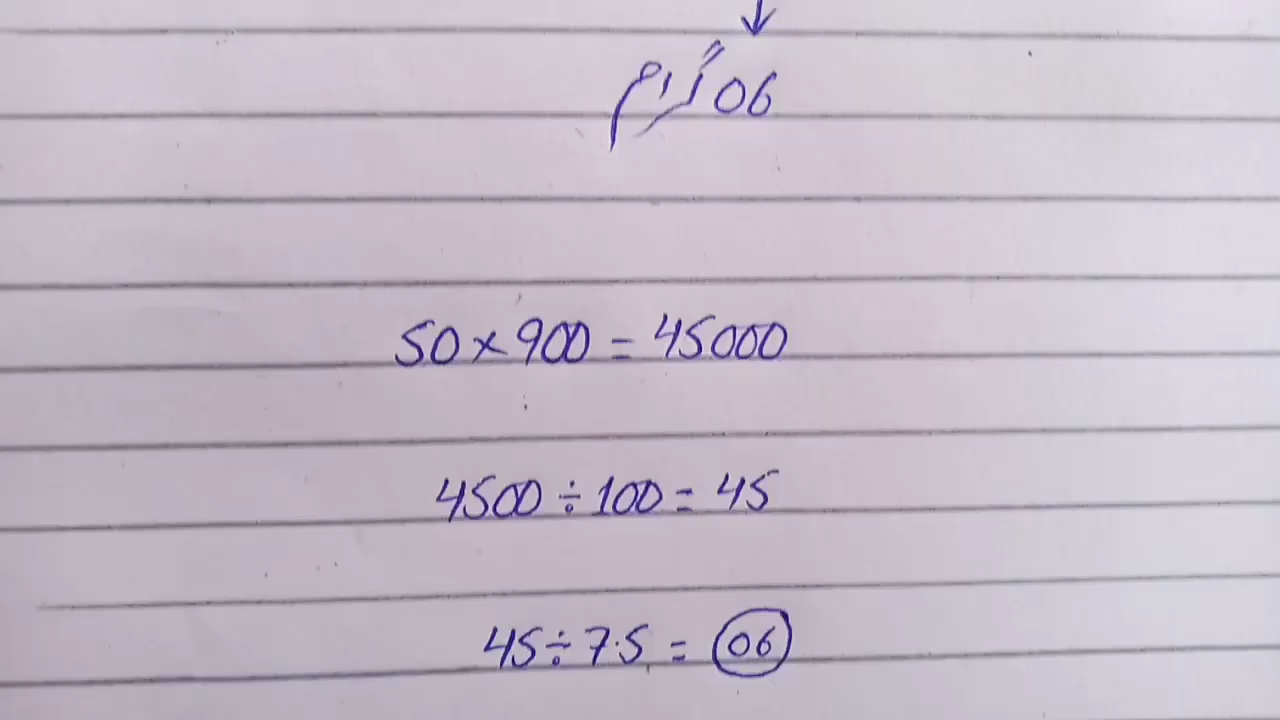 ↓
06 گرام
50 × 900 = 45000
4500 ÷ 100 = 45
45 ÷ 7.5 = 06